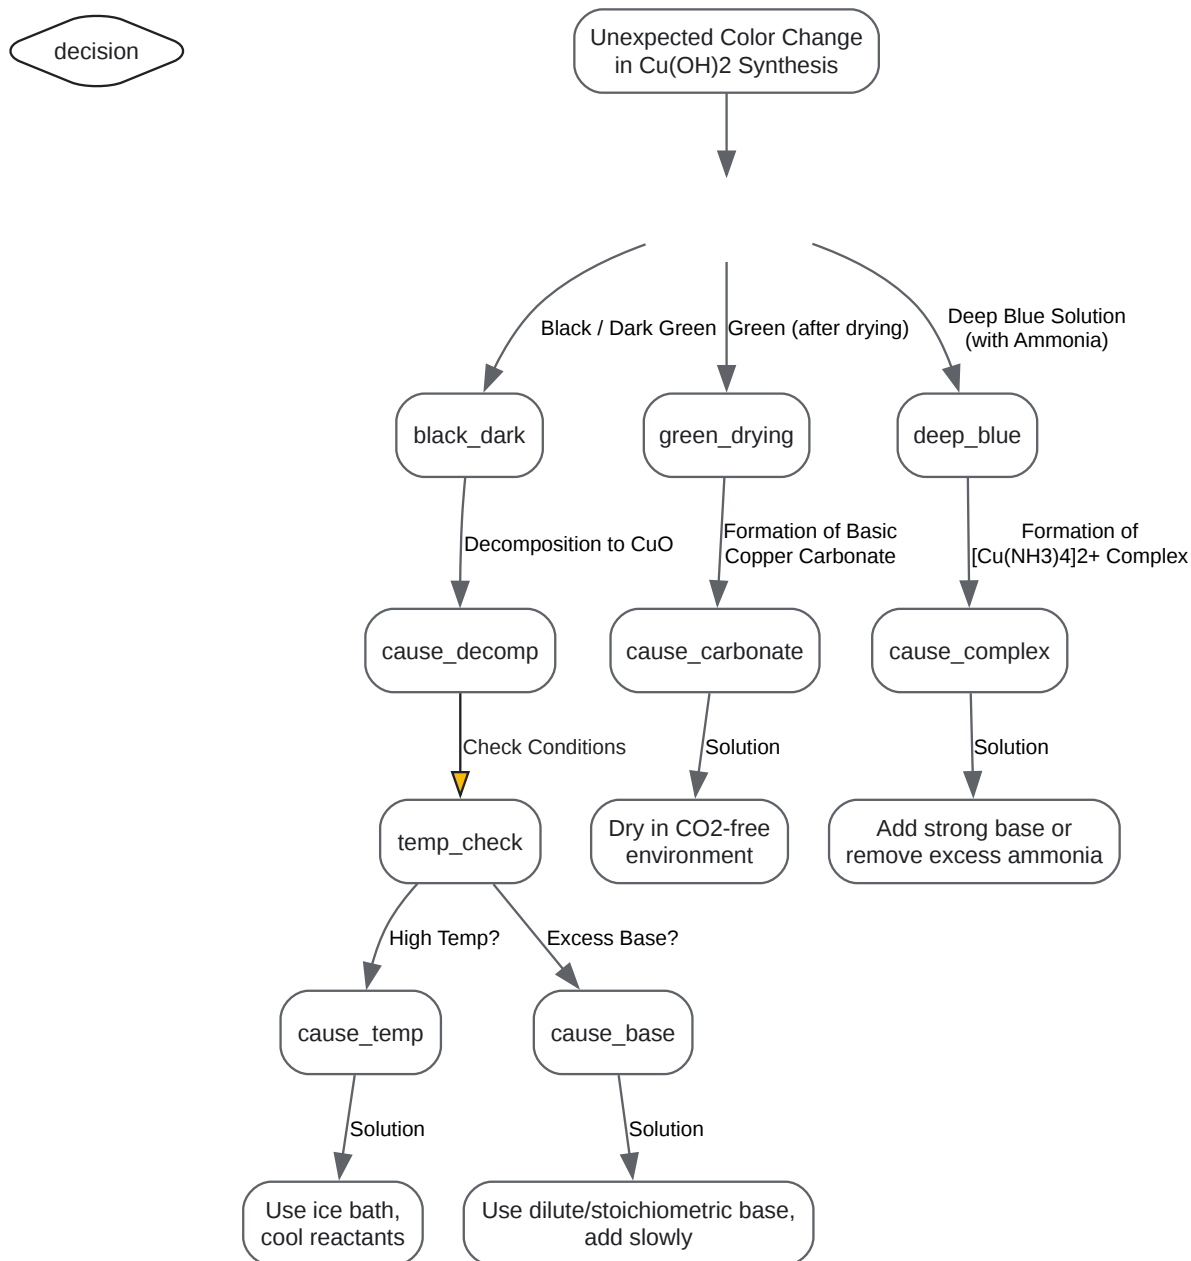 decision
Unexpected Color Change
in Cu(OH)2 Synthesis
Black / Dark Green
Green (after drying)
Deep Blue Solution
(with Ammonia)
black_dark
green_drying
deep_blue
Decomposition to CuO
Formation of Basic
Copper Carbonate
Formation of
[Cu(NH3)4]2+ Complex
cause_decomp
cause_carbonate
cause_complex
Check Conditions
Solution
Solution
temp_check
Dry in CO2-free
environment
Add strong base or
remove excess ammonia
High Temp?
Excess Base?
cause_temp
cause_base
Solution
Solution
Use ice bath,
cool reactants
Use dilute/stoichiometric base,
add slowly